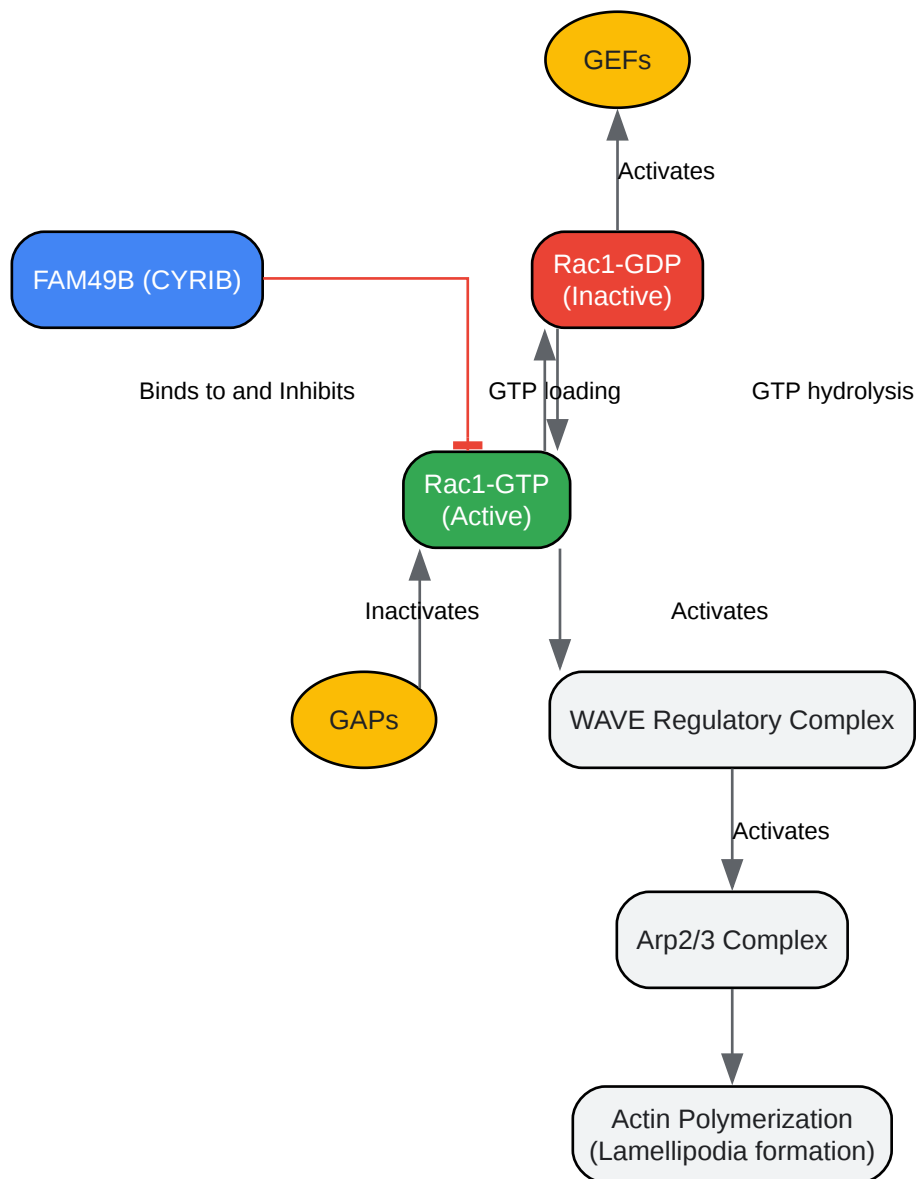 GEFs
Activates
FAM49B (CYRIB)
Rac1-GDP
(Inactive)
Binds to and Inhibits
GTP loading
GTP hydrolysis
Rac1-GTP
(Active)
Inactivates
Activates
GAPs
WAVE Regulatory Complex
Activates
Arp2/3 Complex
Actin Polymerization
(Lamellipodia formation)